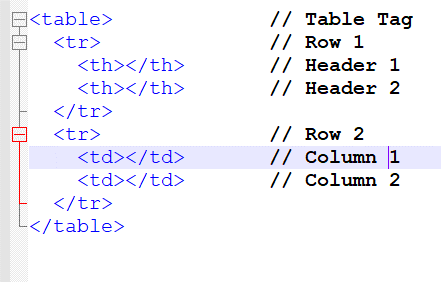 <table>             // Table Tag
  <tr>              // Row 1
    <th></th>       // Header 1
    <th></th>       // Header 2
  </tr>
  <tr>              // Row 2
    <td></td>       // Column 1
    <td></td>       // Column 2
  </tr>
</table>